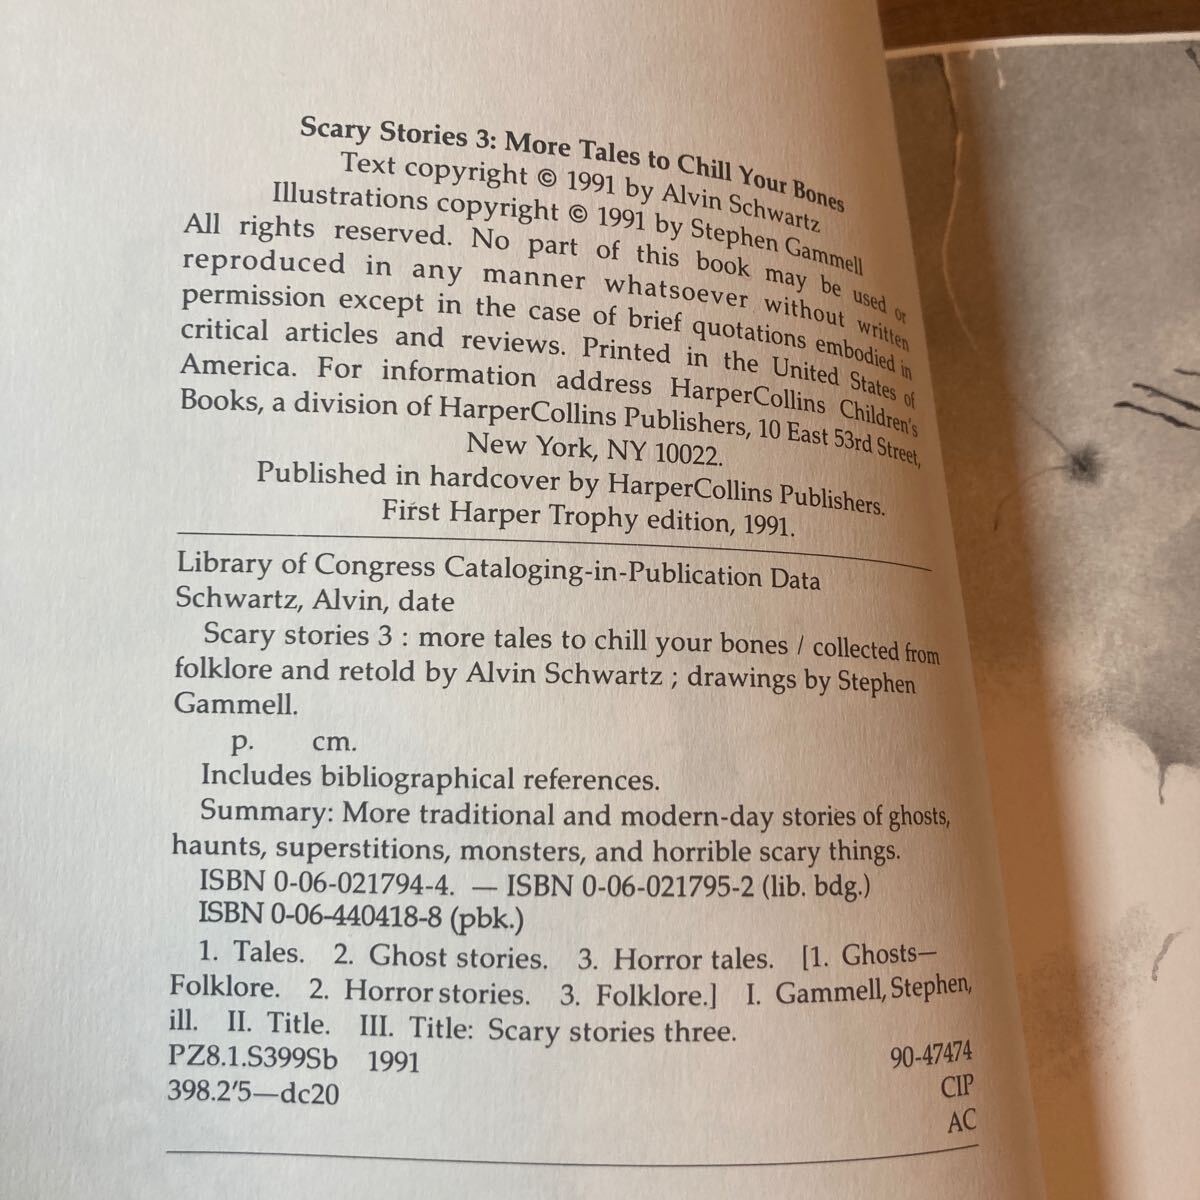 Scary Stories 3: More Tales to Chill Your Bones
Text copyright © 1991 by Alvin Schwartz
Illustrations copyright © 1991 by Stephen Gammell
All rights reserved. No part of this book may be used or
reproduced in any manner whatsoever without written
permission except in the case of brief quotations embodied in
critical articles and reviews. Printed in the United States of
America. For information address HarperCollins Children's
Books, a division of HarperCollins Publishers, 10 East 53rd Street,
New York, NY 10022.
Published in hardcover by HarperCollins Publishers.
First Harper Trophy edition, 1991.
Library of Congress Cataloging-in-Publication Data
Schwartz, Alvin, date
Scary stories 3 : more tales to chill your bones / collected from
folklore and retold by Alvin Schwartz ; drawings by Stephen
Gammell.
p. cm.
Includes bibliographical references.
Summary: More traditional and modern-day stories of ghosts,
haunts, superstitions, monsters, and horrible scary things.
ISBN 0-06-021794-4. — ISBN 0-06-021795-2 (lib. bdg.)
ISBN 0-06-440418-8 (pbk.)
1. Tales. 2. Ghost stories. 3. Horror tales. [1. Ghosts—
Folklore. 2. Horror stories. 3. Folklore.] I. Gammell, Stephen,
ill. II. Title. III. Title: Scary stories three.
PZ8.1.S399Sb 1991 90-47474
398.2'5—dc20 CIP
AC